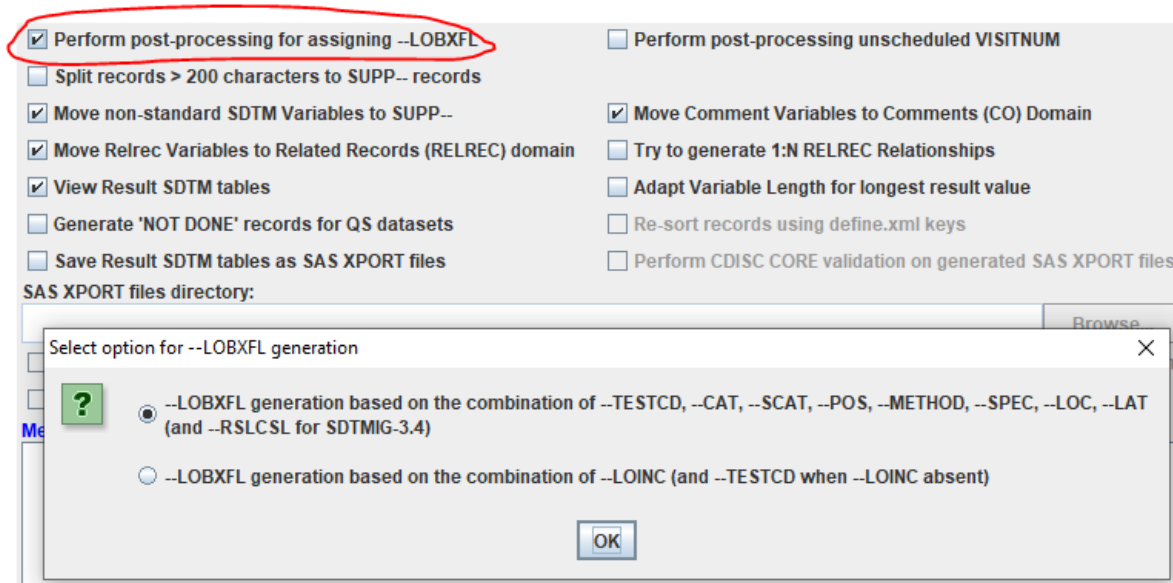 Perform post-processing for assigning --LOBXFL
Perform post-processing unscheduled VISITNUM
Split records > 200 characters to SUPP-- records
Move non-standard SDTM Variables to SUPP--
Move Comment Variables to Comments (CO) Domain
Move Relrec Variables to Related Records (RELREC) domain
Try to generate 1:N RELREC Relationships
View Result SDTM tables
Adapt Variable Length for longest result value
Generate 'NOT DONE' records for QS datasets
Re-sort records using define.xml keys
Save Result SDTM tables as SAS XPORT files
Perform CDISC CORE validation on generated SAS XPORT files
SAS XPORT files directory:
Browse...
Select option for --LOBXFL generation
?
--LOBXFL generation based on the combination of --TESTCD, --CAT, --SCAT, --POS, --METHOD, --SPEC, --LOC, --LAT
(and --RSLCSL for SDTMIG-3.4)
Me
--LOBXFL generation based on the combination of --LOINC (and --TESTCD when --LOINC absent)
OK